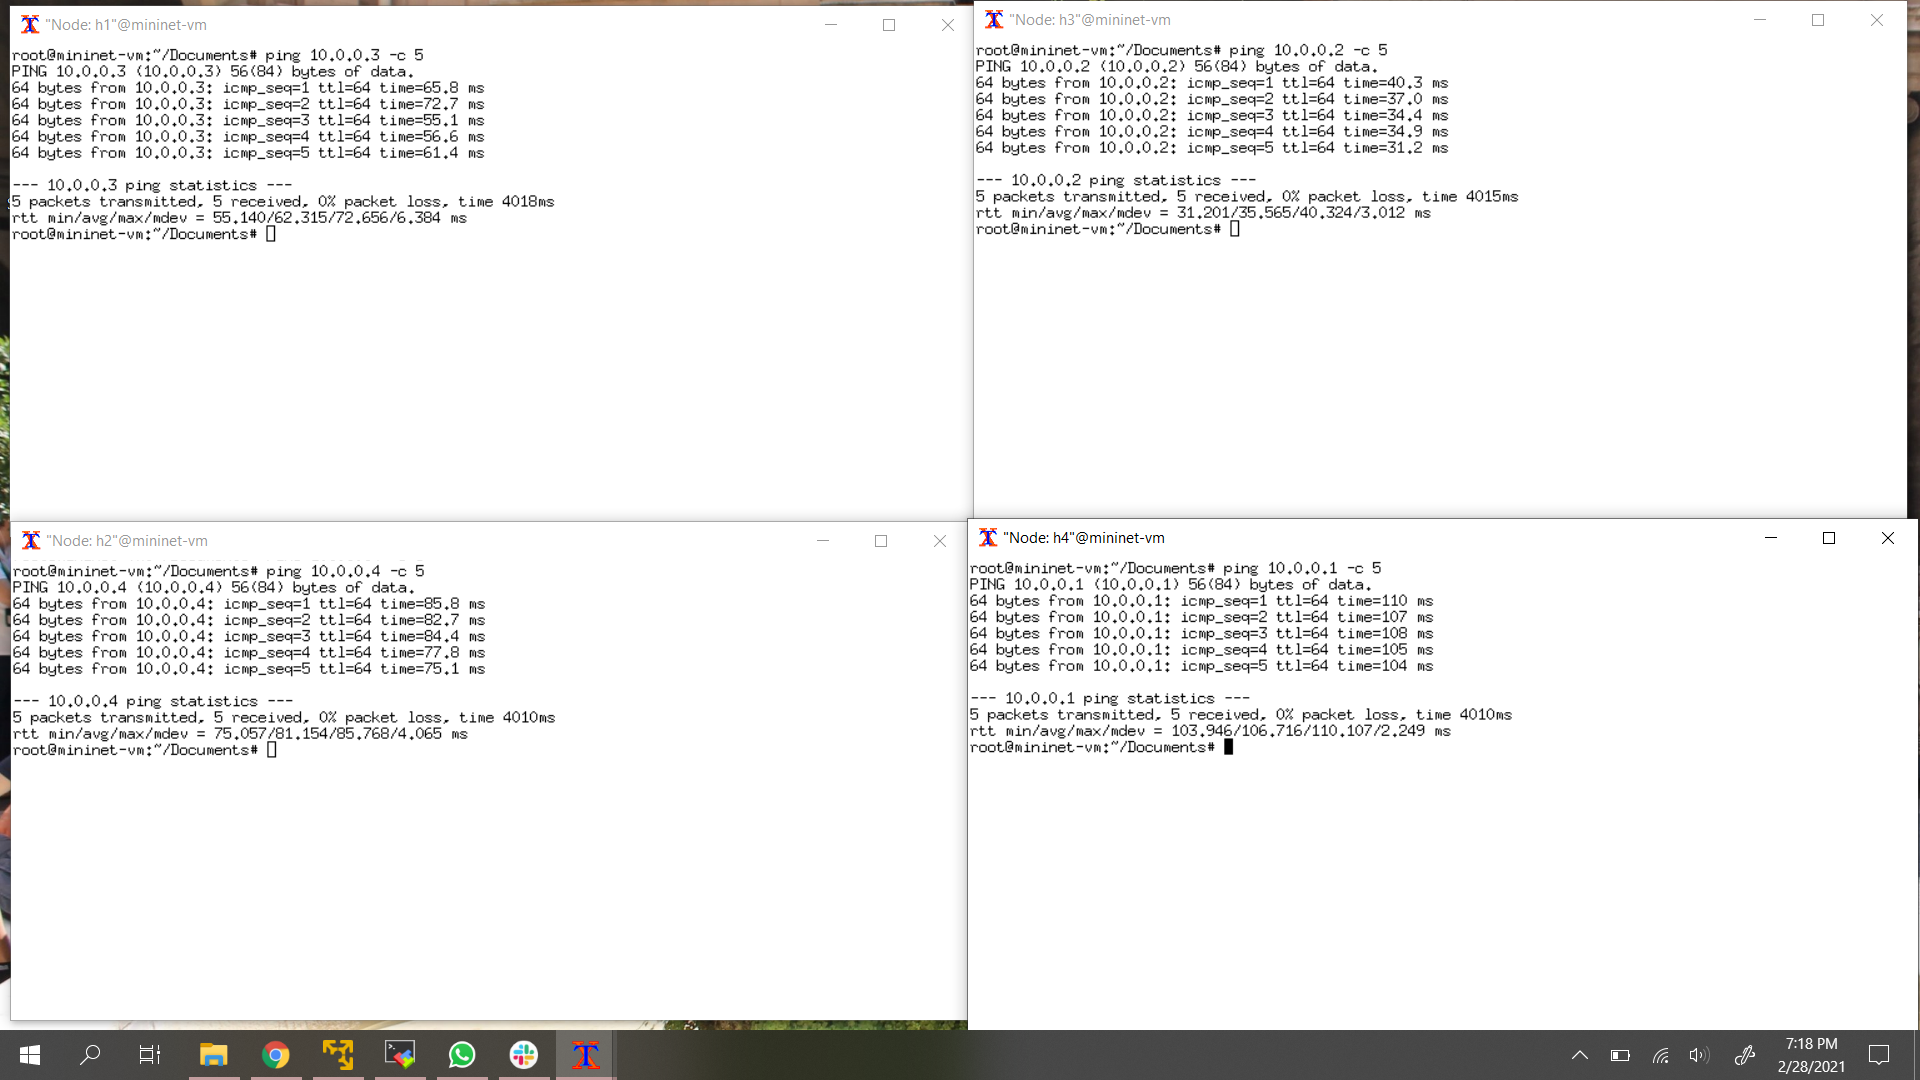 "Node: h1"@mininet-vm
root@mininet-vm:~/Documents# ping 10.0.0.3 -c 5
PING 10.0.0.3 (10.0.0.3) 56(84) bytes of data.
64 bytes from 10.0.0.3: icmp_seq=1 ttl=64 time=65.8 ms
64 bytes from 10.0.0.3: icmp_seq=2 ttl=64 time=72.7 ms
64 bytes from 10.0.0.3: icmp_seq=3 ttl=64 time=55.1 ms
64 bytes from 10.0.0.3: icmp_seq=4 ttl=64 time=56.6 ms
64 bytes from 10.0.0.3: icmp_seq=5 ttl=64 time=61.4 ms
--- 10.0.0.3 ping statistics ---
5 packets transmitted, 5 received, 0% packet loss, time 4018ms
rtt min/avg/max/mdev = 55.140/62.315/72.656/6.384 ms
root@mininet-vm:~/Documents#
"Node: h3"@mininet-vm
root@mininet-vm:~/Documents# ping 10.0.0.2 -c 5
PING 10.0.0.2 (10.0.0.2) 56(84) bytes of data.
64 bytes from 10.0.0.2: icmp_seq=1 ttl=64 time=40.3 ms
64 bytes from 10.0.0.2: icmp_seq=2 ttl=64 time=37.0 ms
64 bytes from 10.0.0.2: icmp_seq=3 ttl=64 time=34.4 ms
64 bytes from 10.0.0.2: icmp_seq=4 ttl=64 time=34.9 ms
64 bytes from 10.0.0.2: icmp_seq=5 ttl=64 time=31.2 ms
--- 10.0.0.2 ping statistics ---
5 packets transmitted, 5 received, 0% packet loss, time 4015ms
rtt min/avg/max/mdev = 31.201/35.565/40.324/3.012 ms
root@mininet-vm:~/Documents#
"Node: h2"@mininet-vm
root@mininet-vm:~/Documents# ping 10.0.0.4 -c 5
PING 10.0.0.4 (10.0.0.4) 56(84) bytes of data.
64 bytes from 10.0.0.4: icmp_seq=1 ttl=64 time=85.8 ms
64 bytes from 10.0.0.4: icmp_seq=2 ttl=64 time=82.7 ms
64 bytes from 10.0.0.4: icmp_seq=3 ttl=64 time=84.4 ms
64 bytes from 10.0.0.4: icmp_seq=4 ttl=64 time=77.8 ms
64 bytes from 10.0.0.4: icmp_seq=5 ttl=64 time=75.1 ms
--- 10.0.0.4 ping statistics ---
5 packets transmitted, 5 received, 0% packet loss, time 4010ms
rtt min/avg/max/mdev = 75.057/81.154/85.768/4.065 ms
root@mininet-vm:~/Documents#
"Node: h4"@mininet-vm
root@mininet-vm:~/Documents# ping 10.0.0.1 -c 5
PING 10.0.0.1 (10.0.0.1) 56(84) bytes of data.
64 bytes from 10.0.0.1: icmp_seq=1 ttl=64 time=110 ms
64 bytes from 10.0.0.1: icmp_seq=2 ttl=64 time=107 ms
64 bytes from 10.0.0.1: icmp_seq=3 ttl=64 time=108 ms
64 bytes from 10.0.0.1: icmp_seq=4 ttl=64 time=105 ms
64 bytes from 10.0.0.1: icmp_seq=5 ttl=64 time=104 ms
--- 10.0.0.1 ping statistics ---
5 packets transmitted, 5 received, 0% packet loss, time 4010ms
rtt min/avg/max/mdev = 103.946/106.716/110.107/2.249 ms
root@mininet-vm:~/Documents#
7:18 PM
2/28/2021